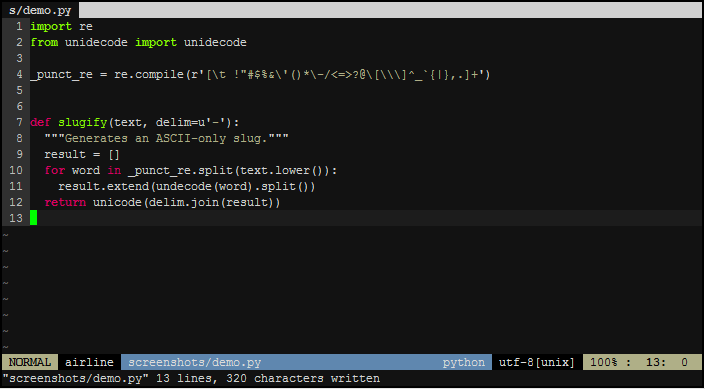 s/demo.py
1 import re
2 from unidecode import unidecode
3
4 _punct_re = re.compile(r'[\t !"#$%&\'()*\-/<=>?@\[\\\]^_`{|},.]+')
5
6
7 def slugify(text, delim=u'-'):
8   """Generates an ASCII-only slug."""
9   result = []
10   for word in _punct_re.split(text.lower()):
11     result.extend(undecode(word).split())
12   return unicode(delim.join(result))
13
~
~
~
~
~
~
~
~
NORMAL airline screenshots/demo.py python utf-8[unix] 100% : 13: 0
"screenshots/demo.py" 13 lines, 320 characters written